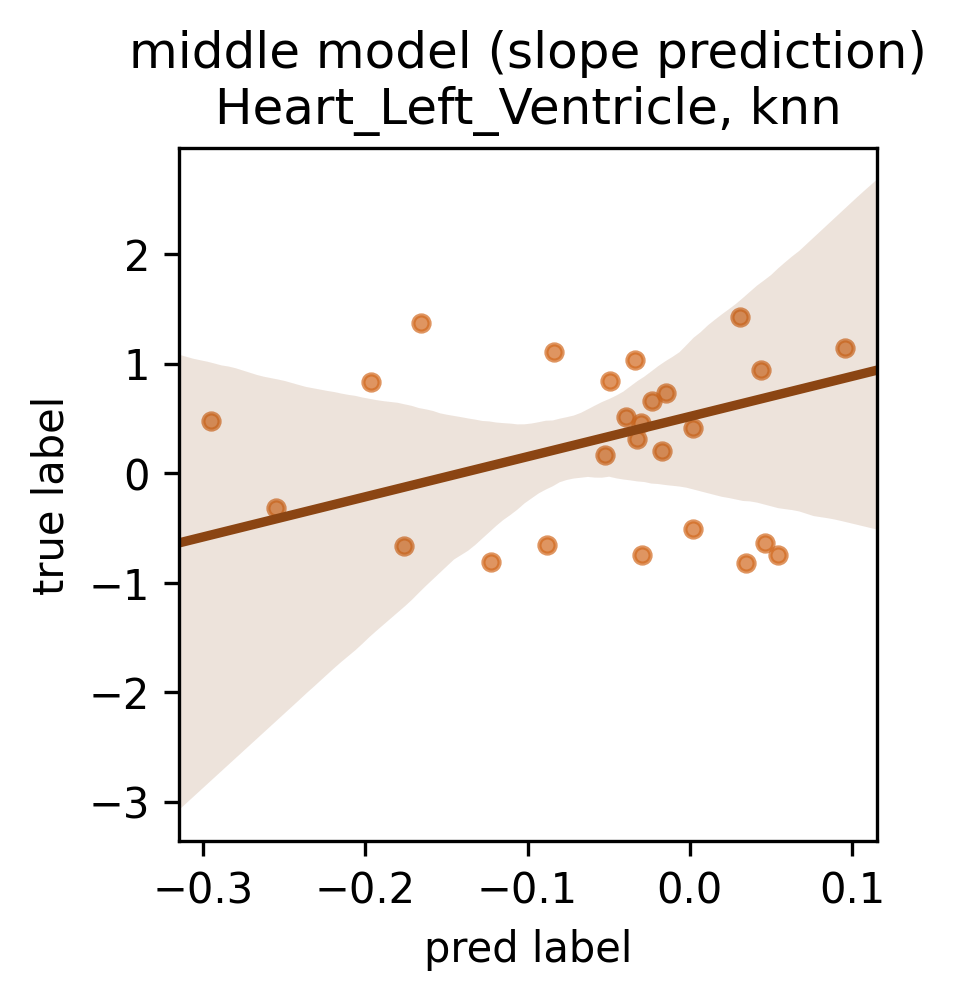 middle model (slope prediction)
Heart_Left_Ventricle, knn
2
1
0
−1
−2
−3
true label
−0.3
−0.2
−0.1
0.0
0.1
pred label